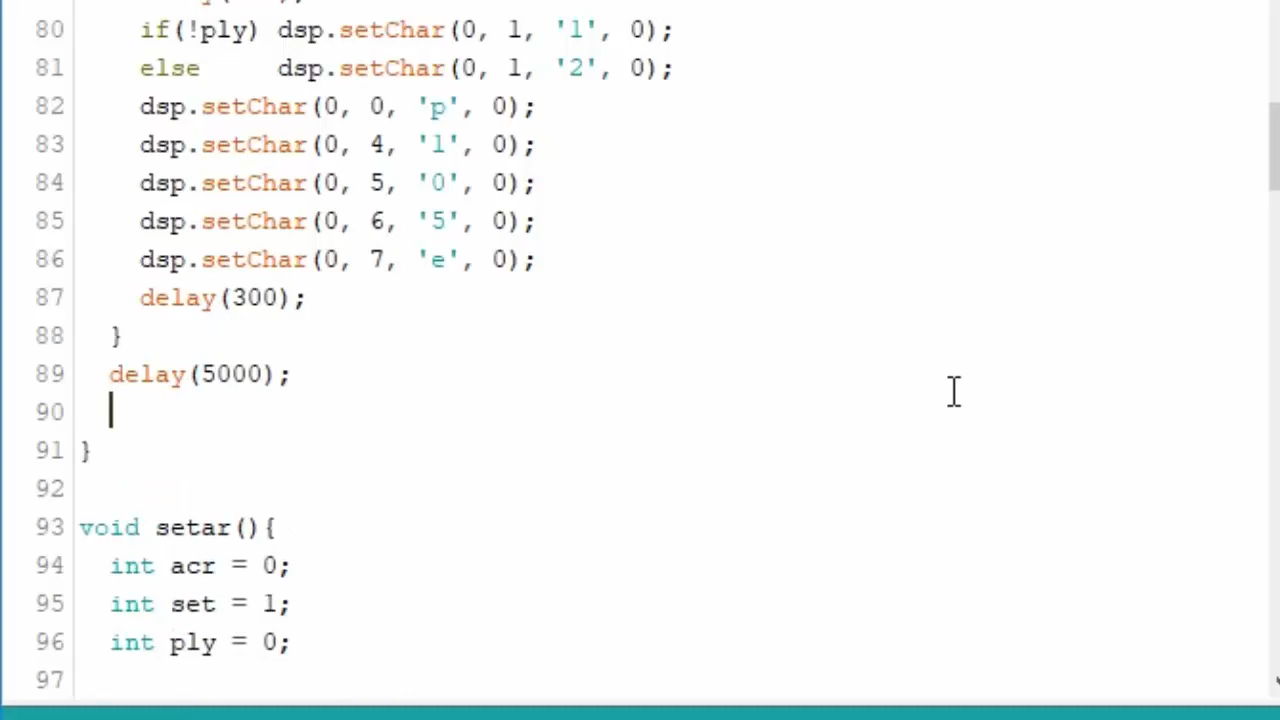 80 if(!ply) dsp.setChar(0, 1, '1', 0);
81 else dsp.setChar(0, 1, '2', 0);
82 dsp.setChar(0, 0, 'p', 0);
83 dsp.setChar(0, 4, 'l', 0);
84 dsp.setChar(0, 5, '0', 0);
85 dsp.setChar(0, 6, '5', 0);
86 dsp.setChar(0, 7, 'e', 0);
87 delay(300);
88 }
89 delay(5000);
90
91 }
92
93 void setar(){
94 int acr = 0;
95 int set = 1;
96 int ply = 0;
97